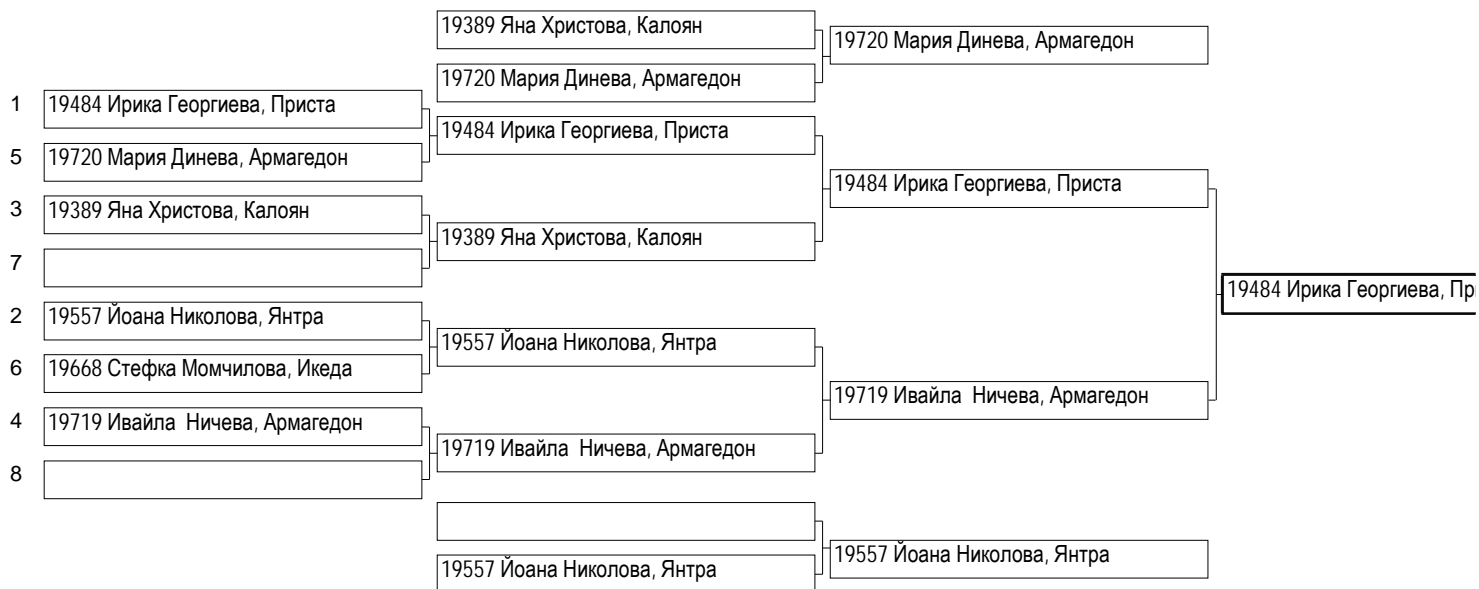 19389 Яна Христова, Калоян
19720 Мария Динева, Армагедон
19720 Мария Динева, Армагедон
1 19484 Ирика Георгиева, Приста
19484 Ирика Георгиева, Приста
5 19720 Мария Динева, Армагедон
19484 Ирика Георгиева, Приста
3 19389 Яна Христова, Калоян
19389 Яна Христова, Калоян
7
19484 Ирика Георгиева, Пр
2 19557 Йоана Николова, Янтра
19557 Йоана Николова, Янтра
6 19668 Стефка Момчилова, Икеда
19719 Ивайла  Ничева, Армагедон
4 19719 Ивайла  Ничева, Армагедон
19719 Ивайла  Ничева, Армагедон
8
19557 Йоана Николова, Янтра
19557 Йоана Николова, Янтра